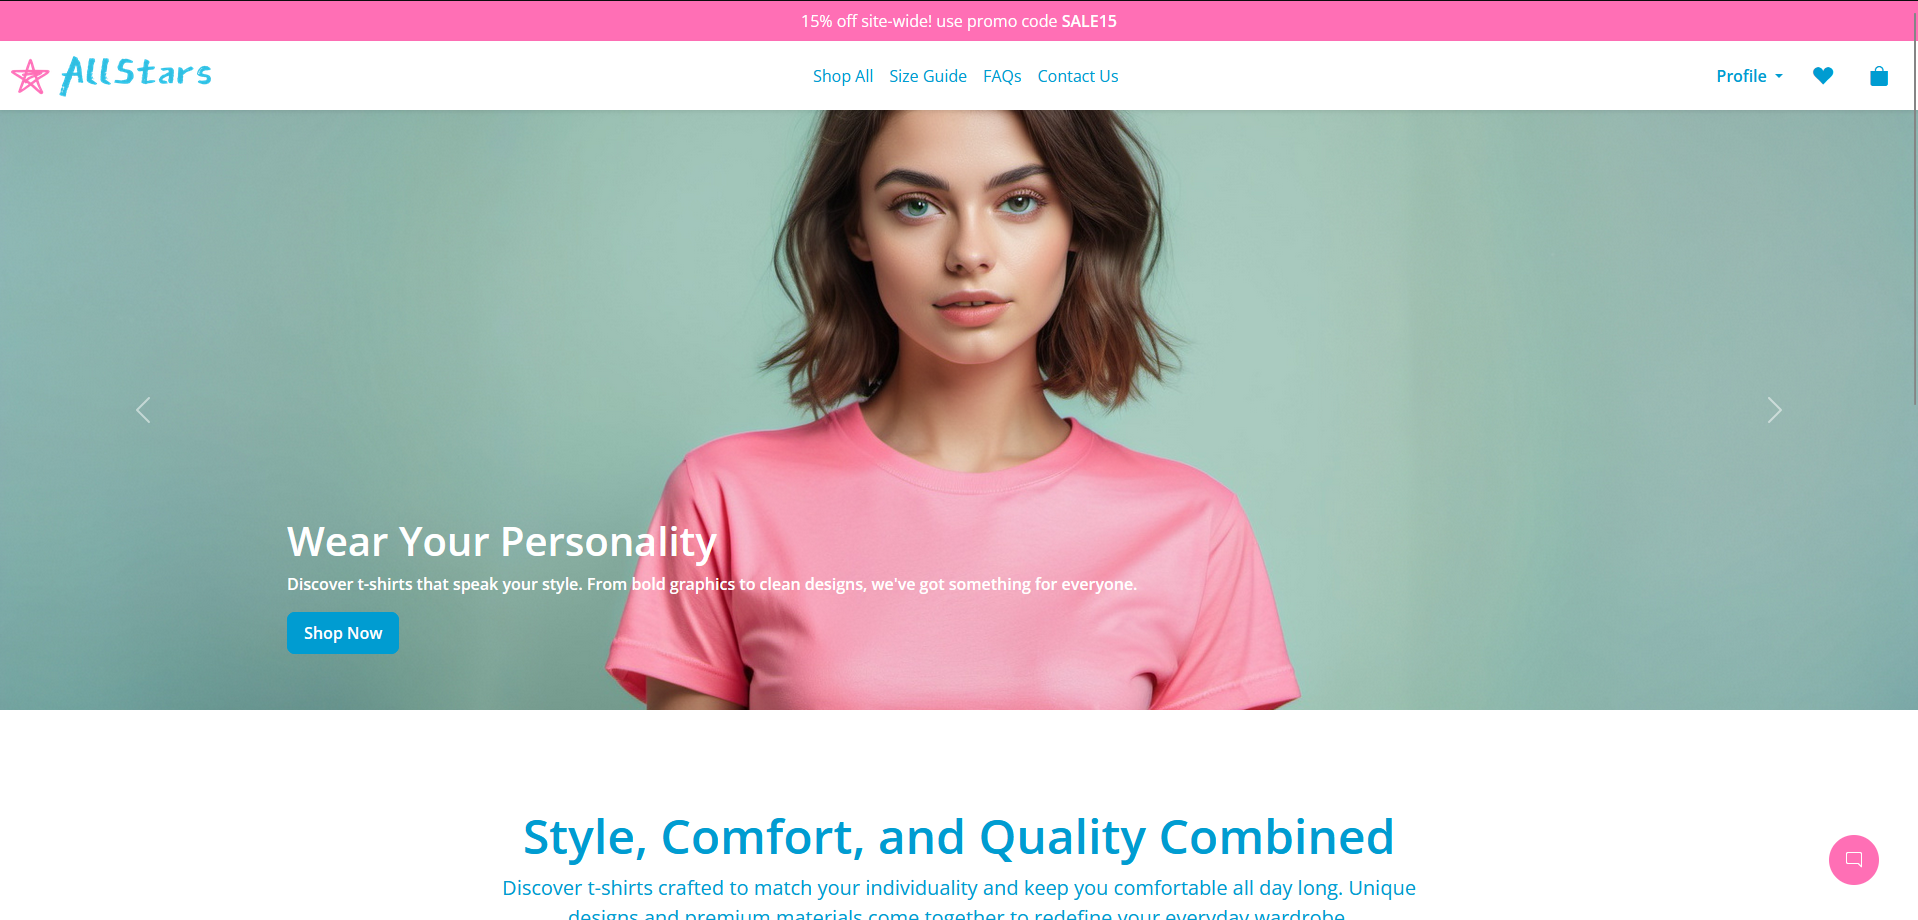 15% off site-wide! use promo code SALE15
AllStars
Shop All Size Guide FAQs Contact Us
Profile
Wear Your Personality
Discover t-shirts that speak your style. From bold graphics to clean designs, we've got something for everyone.
Shop Now
Style, Comfort, and Quality Combined
Discover t-shirts crafted to match your individuality and keep you comfortable all day long. Unique
designs and premium materials come together to redefine your everyday wardrobe.